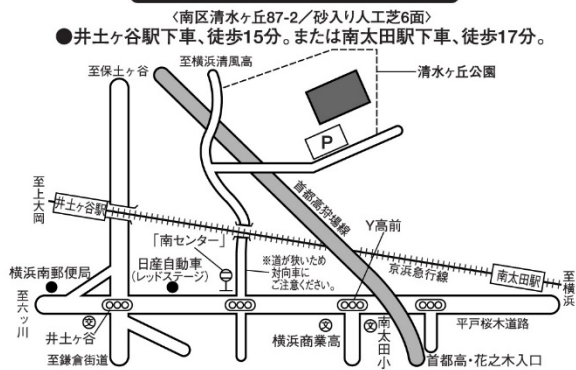 〈南区清水ヶ丘87-2／砂入り人工芝6面〉
●井土ヶ谷駅下車、徒歩15分。または南太田駅下車、徒歩17分。
至保土ヶ谷
至横浜清風高
清水ヶ丘公園
P
至上大岡
井土ヶ谷駅
首都高狩場線
Y高前
「南センター」
※道が狭いため
対向車に
ご注意ください。
京浜急行線
南太田駅
至横浜
横浜南郵便局
日産自動車
（レッドステージ）
至六ッ川
平戸桜木道路
文
井土ヶ谷
文
横浜商業高
文
南太田小
至鎌倉街道
首都高・花之木入口